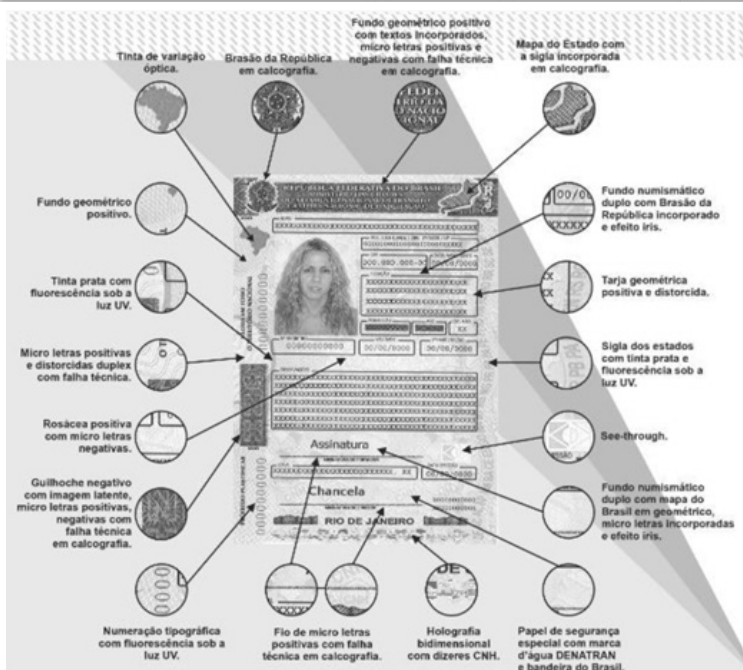 Tinta de variação
óptica.
Brasão da República
em calcografia.
Fundo geométrico positivo
com textos incorporados,
micro letras positivas e
negativas com falha técnica
em calcografia.
Mapa do Estado com
a sigla incorporada
em calcografia.
Fundo geométrico
positivo.
Tinta prata com
fluorescência sob a
luz UV.
Micro letras positivas
e distorcidas duplex
com falha técnica.
Rosácea positiva
com micro letras
negativas.
Guilhoche negativo
com imagem latente,
micro letras positivas,
negativas com
falha técnica
em calcografia.
Numeração tipográfica
com fluorescência sob a
luz UV.
REPÚBLICA FEDERATIVA DO BRASIL
RJ
Assinatura
Chancela
RIO DE JANEIRO
Fundo numismático
duplo com Brasão da
República incorporado
e efeito íris.
Tarja geométrica
positiva e distorcida.
Sigla dos estados
com tinta prata e
fluorescência sob a
luz UV.
See-through.
Fundo numismático
duplo com mapa do
Brasil em geométrico,
micro letras incorporadas
e efeito íris.
Fio de micro letras
positivas com falha
técnica em calcografia.
Holografia
bidimensional
com dizeres CNH.
Papel de segurança
especial com marca
d'água DENATRAN
e bandeira do Brasil.